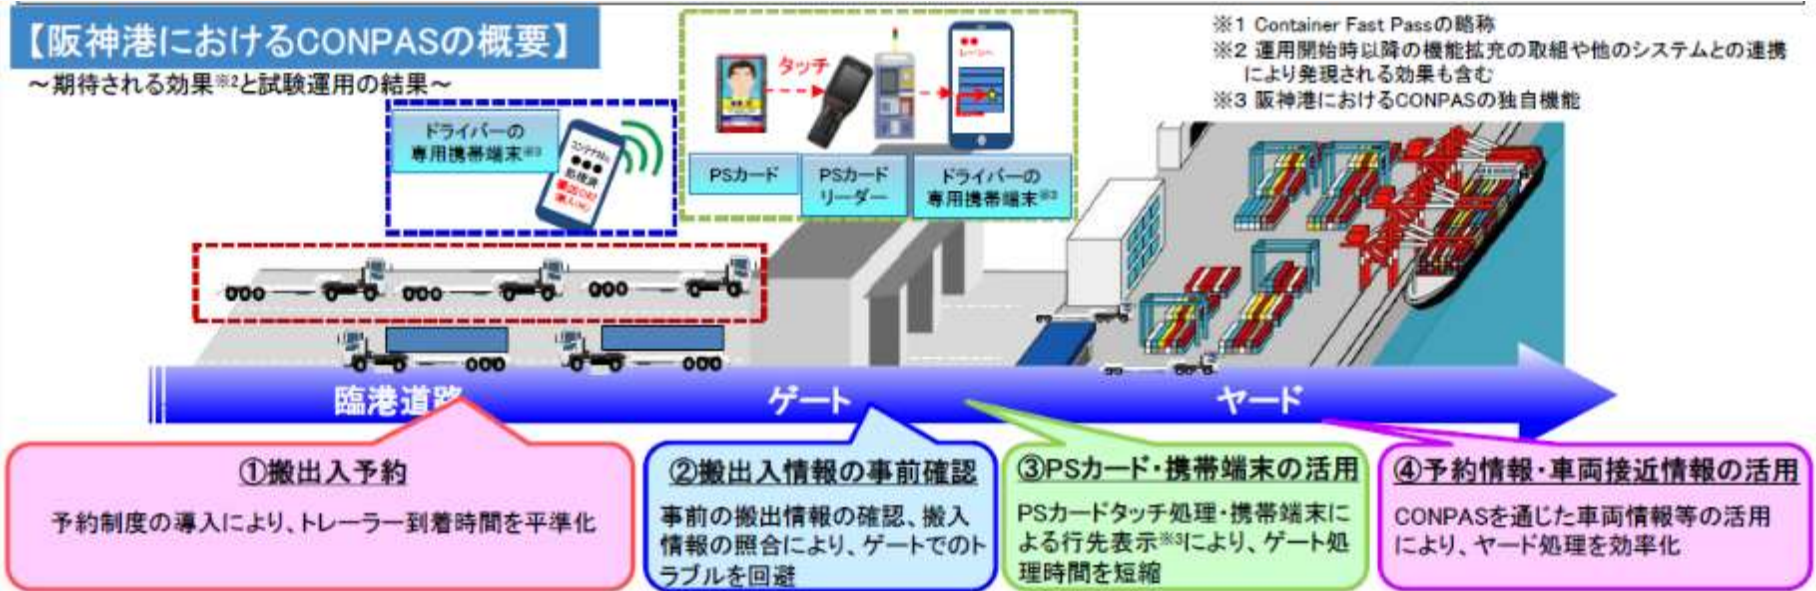 【阪神港におけるCONPASの概要】
～期待される効果※2と試験運用の結果～
※1 Container Fast Passの略称
※2 運用開始時以降の機能拡充の取組や他のシステムとの連携
により発現される効果も含む
※3 阪神港におけるCONPASの独自機能
ドライバーの
専用携帯端末※3
コンテナNo.
●●●
処理済
タッチ
●●
レーン
PSカード
PSカード
リーダー
ドライバーの
専用携帯端末※3
臨港道路
ゲート
ヤード
①搬出入予約
予約制度の導入により、トレーラー到着時間を平準化
②搬出入情報の事前確認
事前の搬出情報の確認、搬入
情報の照合により、ゲートでのト
ラブルを回避
③PSカード・携帯端末の活用
PSカードタッチ処理・携帯端末に
よる行先表示※3により、ゲート処
理時間を短縮
④予約情報・車両接近情報の活用
CONPASを通じた車両情報等の活用
により、ヤード処理を効率化